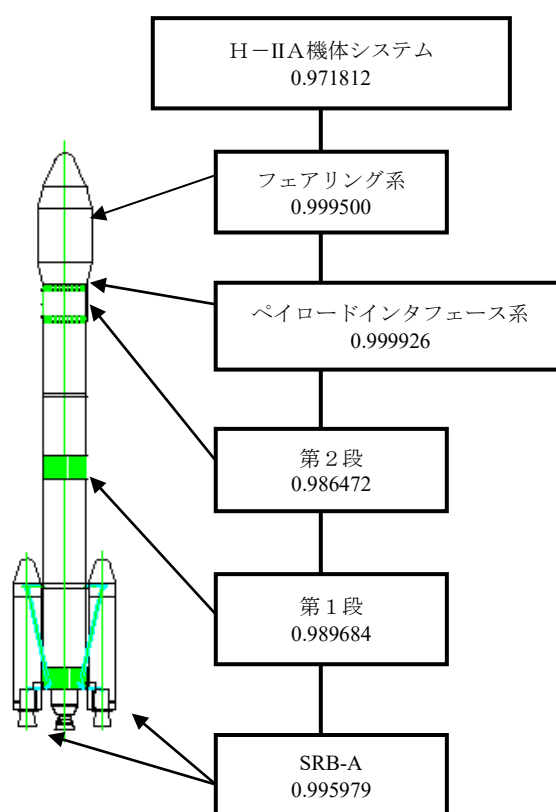 Ｈ－ⅡＡ機体システム
0.971812
フェアリング系
0.999500
ペイロードインタフェース系
0.999926
第２段
0.986472
第１段
0.989684
SRB-A
0.995979